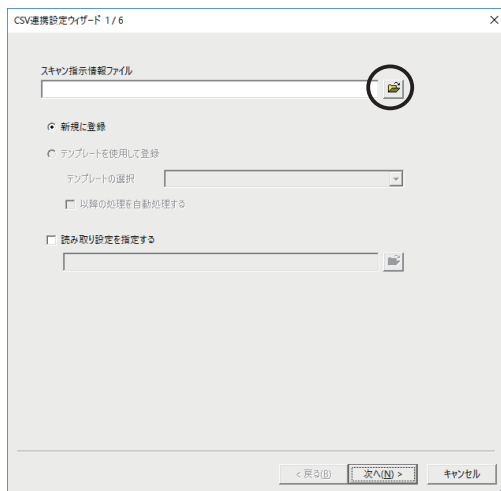 CSV連携設定ウィザード 1 / 6
スキャン指示情報ファイル
新規に登録
テンプレートを使用して登録
テンプレートの選択
以降の処理を自動処理する
読み取り設定を指定する
< 戻る(B) 次へ(N) > キャンセル